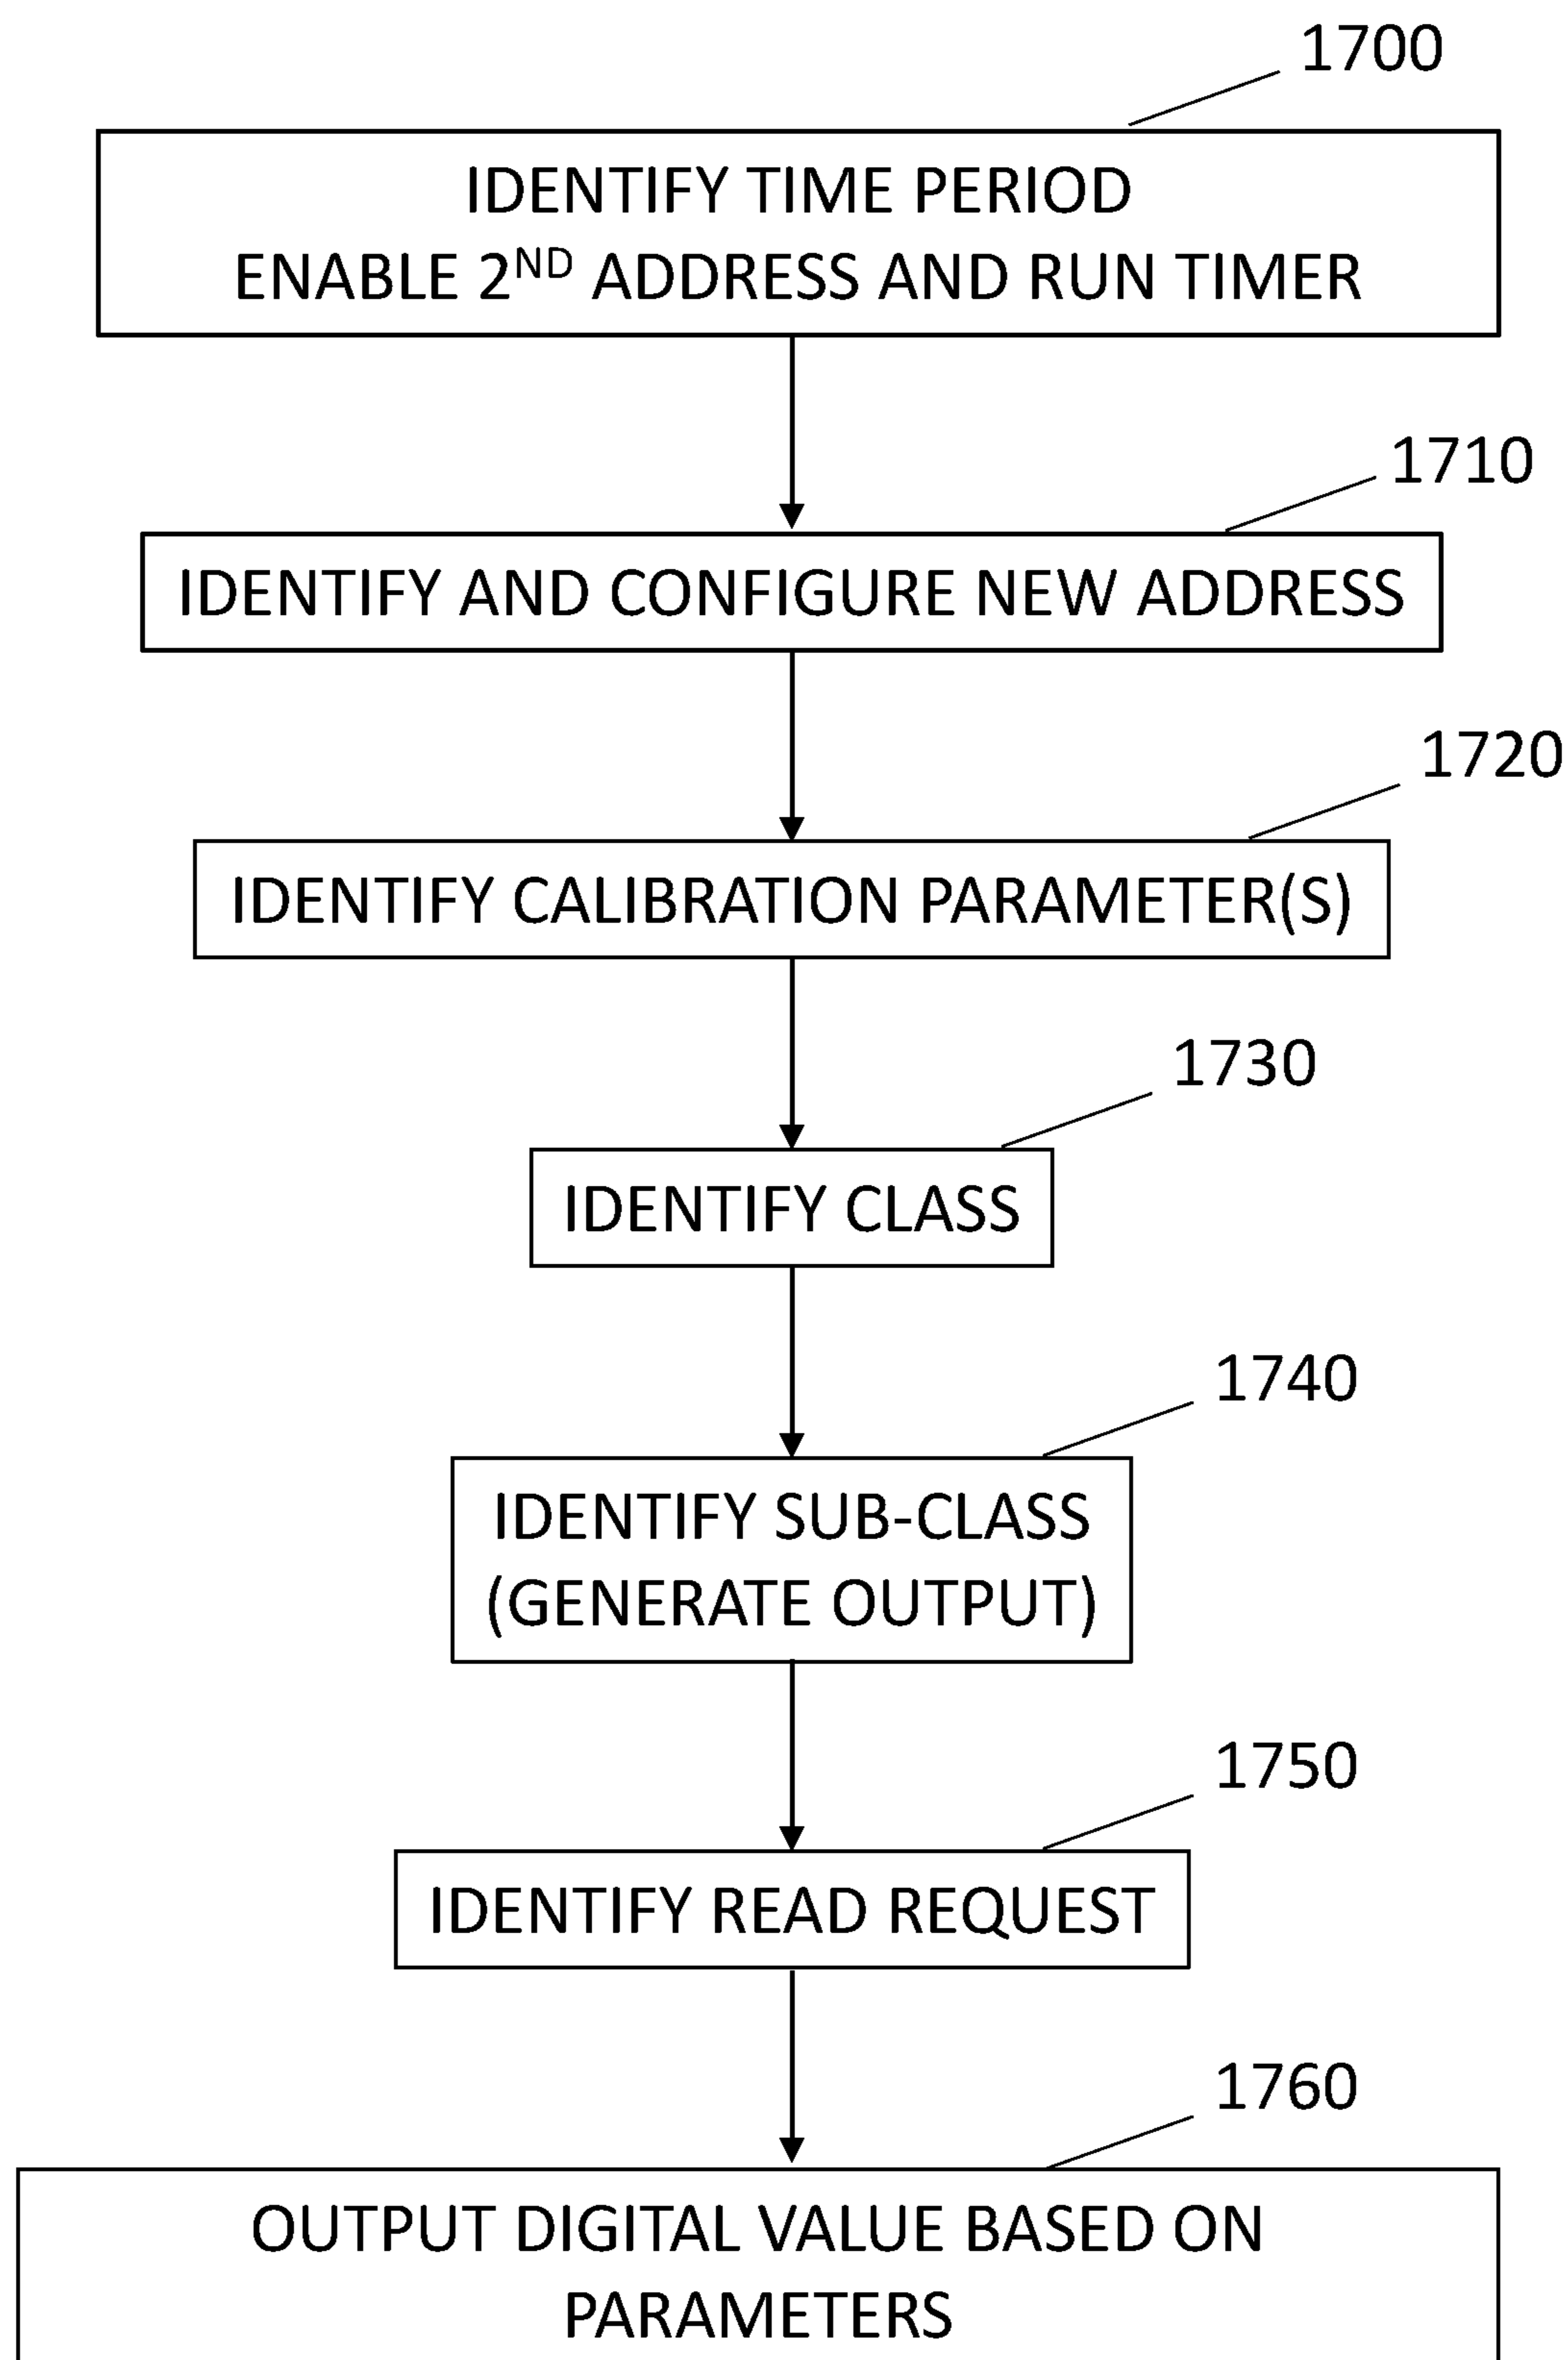 1700
IDENTIFY TIME PERIOD
ENABLE 2ND ADDRESS AND RUN TIMER
1710
IDENTIFY AND CONFIGURE NEW ADDRESS
1720
IDENTIFY CALIBRATION PARAMETER(S)
1730
IDENTIFY CLASS
1740
IDENTIFY SUB-CLASS
(GENERATE OUTPUT)
1750
IDENTIFY READ REQUEST
1760
OUTPUT DIGITAL VALUE BASED ON
PARAMETERS